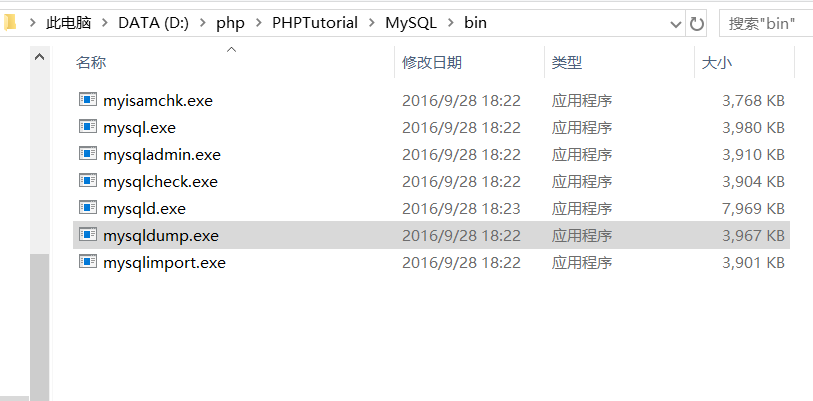 此电脑 > DATA (D:) > php > PHPTutorial > MySQL > bin 搜索"bin"
名称 修改日期 类型 大小
myisamchk.exe 2016/9/28 18:22 应用程序 3,768 KB
mysql.exe 2016/9/28 18:22 应用程序 3,980 KB
mysqladmin.exe 2016/9/28 18:22 应用程序 3,910 KB
mysqlcheck.exe 2016/9/28 18:22 应用程序 3,904 KB
mysqld.exe 2016/9/28 18:23 应用程序 7,969 KB
mysqldump.exe 2016/9/28 18:22 应用程序 3,967 KB
mysqlimport.exe 2016/9/28 18:22 应用程序 3,901 KB